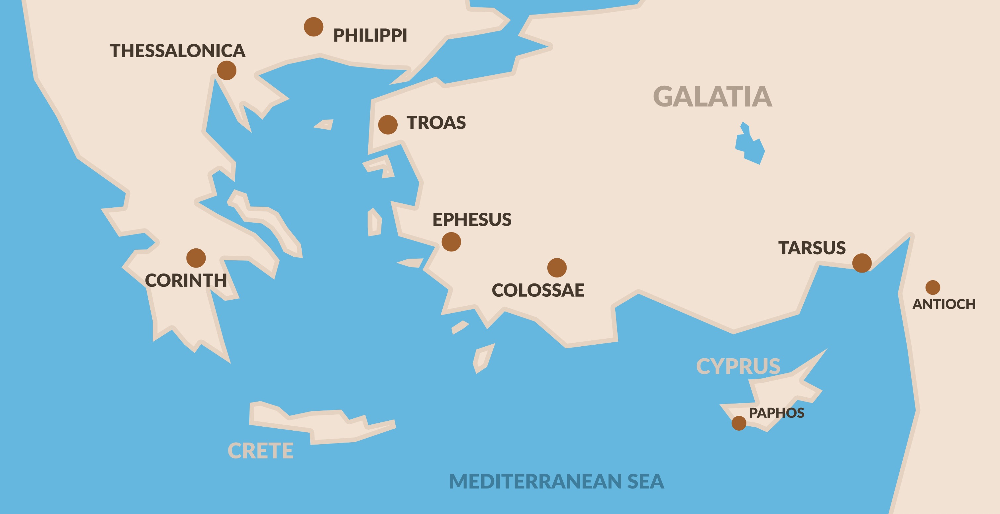 PHILIPPI
THESSALONICA
GALATIA
TROAS
EPHESUS
TARSUS
CORINTH
COLOSSAE
ANTIOCH
CYPRUS
PAPHOS
CRETE
MEDITERRANEAN SEA